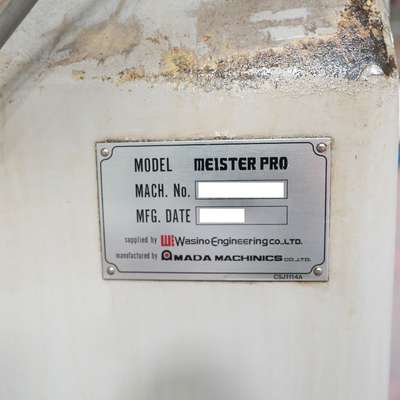 MODEL MEISTER PRO
MACH. No.
MFG. DATE
supplied by Wasino Engineering CO.,LTD.
manufactured by AMADA MACHINICS CO.,LTD.
CSJ1114A